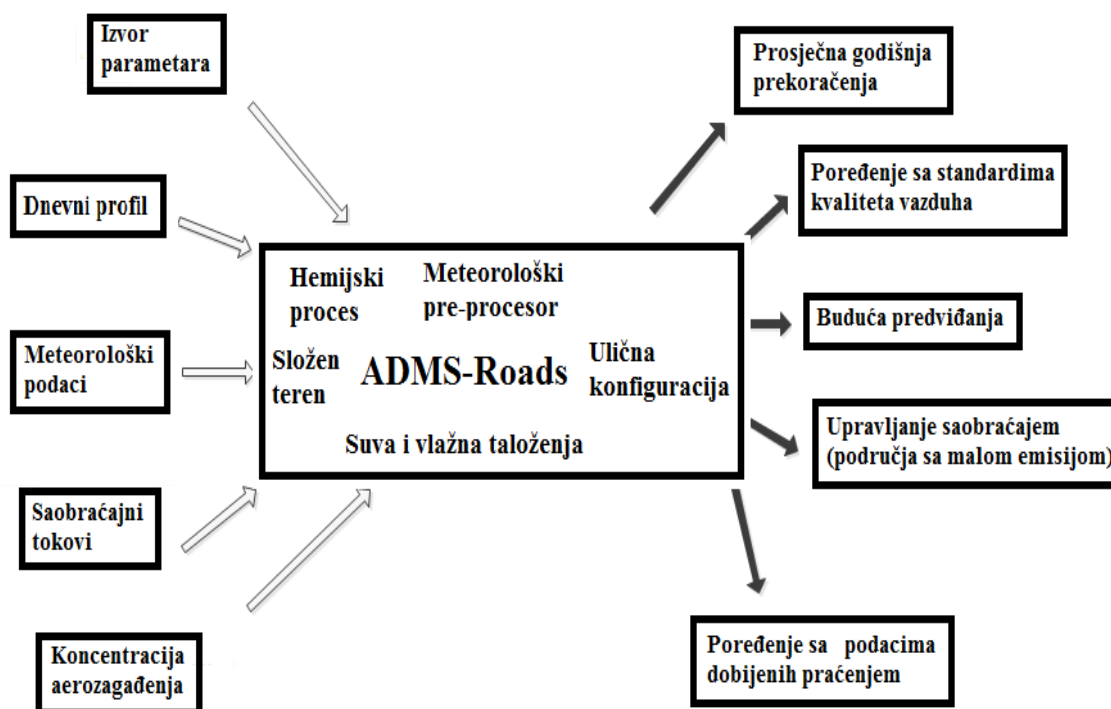 Izvor
parametara
Dnevni profil
Meteorološki
podaci
Saobraćajni
tokovi
Koncentracija
aerozagađenja
Hemijski
proces
Meteorološki
pre-procesor
Složen
teren
ADMS-Roads
Ulična
konfiguracija
Suva i vlažna taloženja
Prosječna godišnja
prekoračenja
Poređenje sa standardima
kvaliteta vazduha
Buduća predviđanja
Upravljanje saobraćajem
(područja sa malom emisijom)
Poređenje sa podacima
dobijenih praćenjem